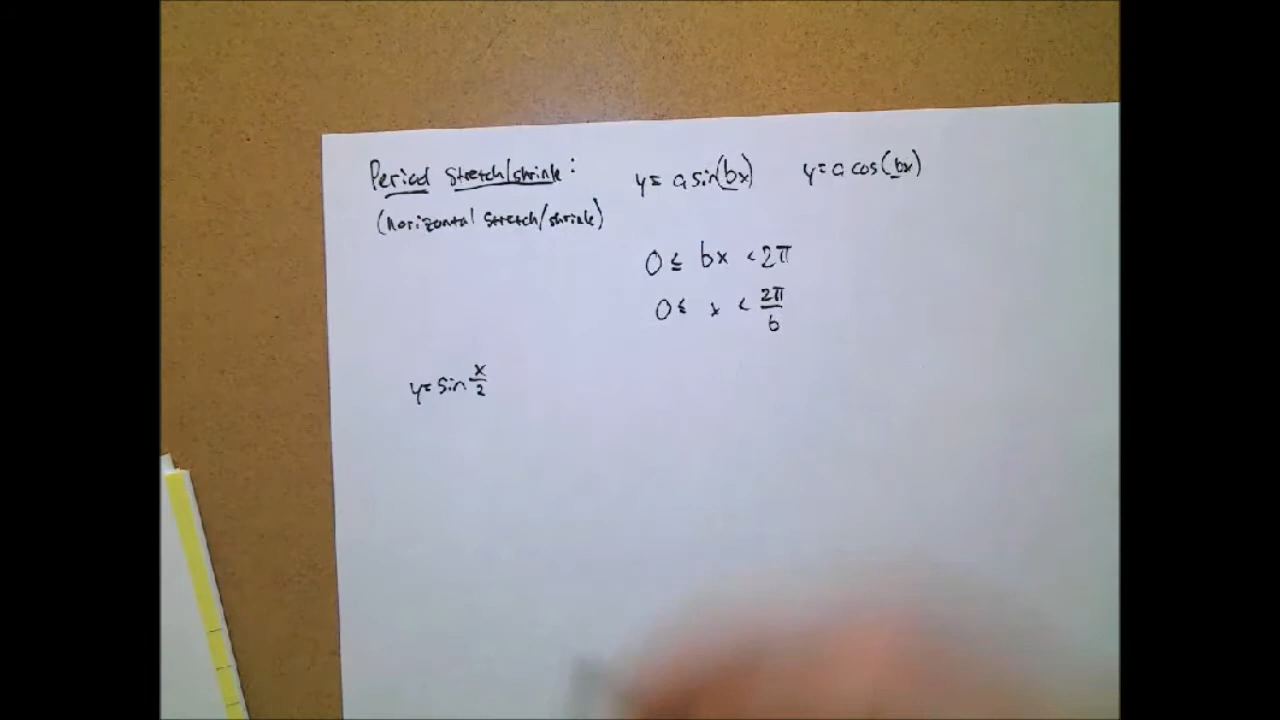 Period Stretch/shrink: y = a sin(bx) y = a cos(bx)
(horizontal stretch/shrink)
0 ≤ bx < 2π
0 ≤ x < 2π/b
y = sin x/2